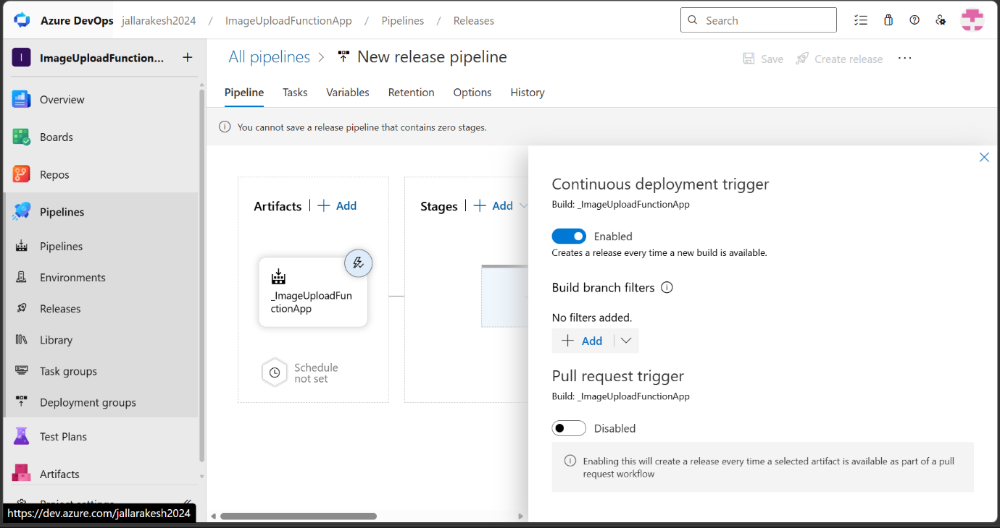 Azure DevOps jallarakesh2024 / ImageUploadFunctionApp / Pipelines / Releases
Search
I ImageUploadFunction... +
All pipelines > New release pipeline
Save Create release ...
Overview
Pipeline Tasks Variables Retention Options History
Boards
You cannot save a release pipeline that contains zero stages.
Repos
Pipelines
Pipelines
Environments
Releases
Library
Task groups
Deployment groups
Test Plans
Artifacts
Project settings
https://dev.azure.com/jallarakesh2024
Artifacts | + Add
_ImageUploadFun
ctionApp
Schedule
not set
Stages | + Add
Continuous deployment trigger
Build: _ImageUploadFunctionApp
Enabled
Creates a release every time a new build is available.
Build branch filters
No filters added.
+ Add
Pull request trigger
Build: _ImageUploadFunctionApp
Disabled
Enabling this will create a release every time a selected artifact is available as part of a pull
request workflow